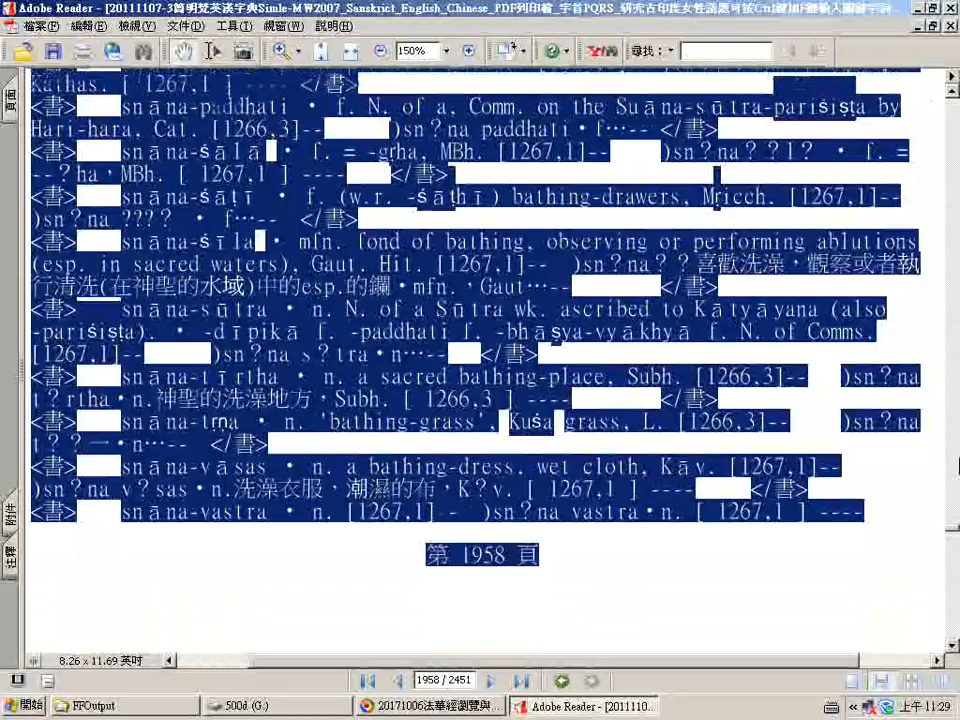 Adobe Reader - [20111107-3簡明梵英漢字典Simle-MW2007_Sanskrict_English_Chinese_PDF列印稿_字首PQRS_研究古印度女性議題可按Ctrl鍵加F鍵輸入關鍵字詞
檔案(F) 編輯(E) 檢視(V) 文件(D) 工具(T) 視窗(W) 說明(H)
150% 尋找：
頁面
Kathas. [ 1267,1 ] ---- </書>
<書> snāna-paddhati • f. N. of a, Comm. on the Suāna-sūtra-pariśiṣṭa by
Hari-hara, Cat. [1266,3]-- )sn？na paddhati•f…-- </書>
<書> snāna-śālā • f. = -gṛha, MBh. [1267,1]-- )sn？na？？l？ • f. =
--？ha，MBh. [ 1267,1 ] ---- </書>
<書> snāna-śāṭī • f. (w.r. -śāṭhī) bathing-drawers, Mṛicch. [1267,1]--
)sn？na ???? • f…-- </書>
<書> snāna-śīla • mfn. fond of bathing, observing or performing ablutions
(esp. in sacred waters), Gaut. Hit. [1267,1]-- )sn？na？？喜歡洗澡，觀察或者執
行清洗(在神聖的水域)中的esp.的鑭•mfn.，Gaut…-- </書>
<書> snāna-sūtra • n. N. of a Sūtra wk. ascribed to Kātyāyana (also
-pariśiṣṭa). • -dīpikā f. -paddhati f. -bhāṣya-vyākhyā f. N. of Comms.
[1267,1]-- )sn？na s？tra•n…-- </書>
<書> snāna-tīrtha • n. a sacred bathing-place, Subh. [1266,3]-- )sn？na
t？rtha•n.神聖的洗澡地方，Subh. [ 1266,3 ] ---- </書>
<書> snāna-tṛṇa • n. 'bathing-grass', Kuśa grass, L. [1266,3]-- )sn？na
t？？一•n…-- </書>
<書> snāna-vāsas • n. a bathing-dress, wet cloth, Kāv. [1267,1]--
)sn？na v？sas•n.洗澡衣服，潮濕的布，K？v. [ 1267,1 ] ---- </書>
<書> snāna-vastra • n. [1267,1]-- )sn？na vastra•n. [ 1267,1 ] ----
附件
註釋
第 1958 頁
8.26 x 11.69 英吋
1958 / 2451
開始 FFOutput 500d (G:) 20171006法華經瀏覽與... Adobe Reader - [2011110... 上午 11:29